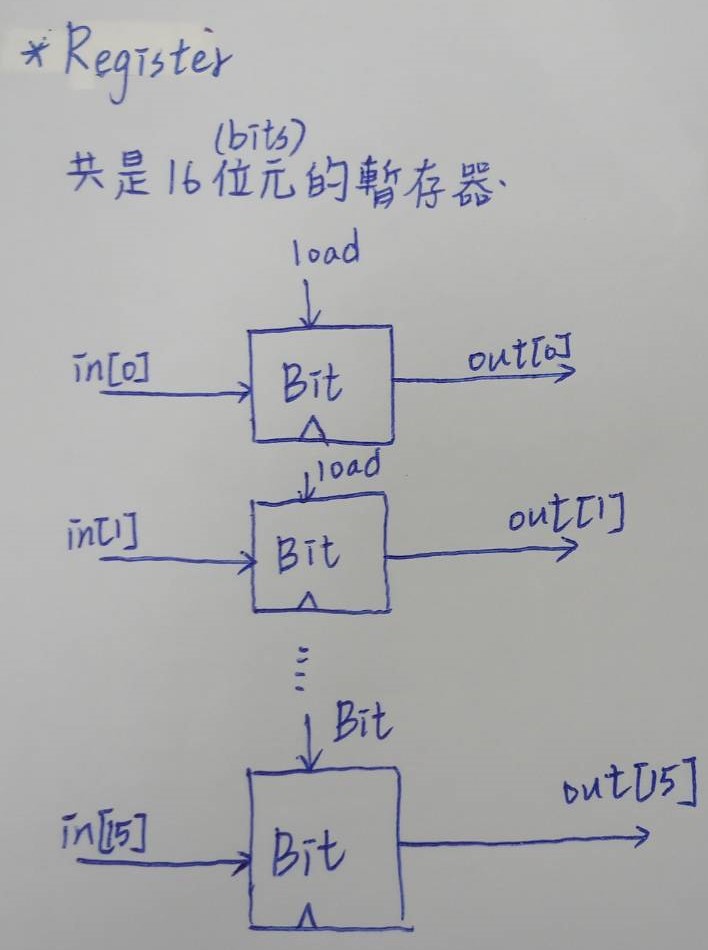 * Register
(bits)
共是16位元的暫存器.
load
in[0]
Bit
out[0]
load
in[1]
Bit
out[1]
Bit
in[15]
Bit
out[15]